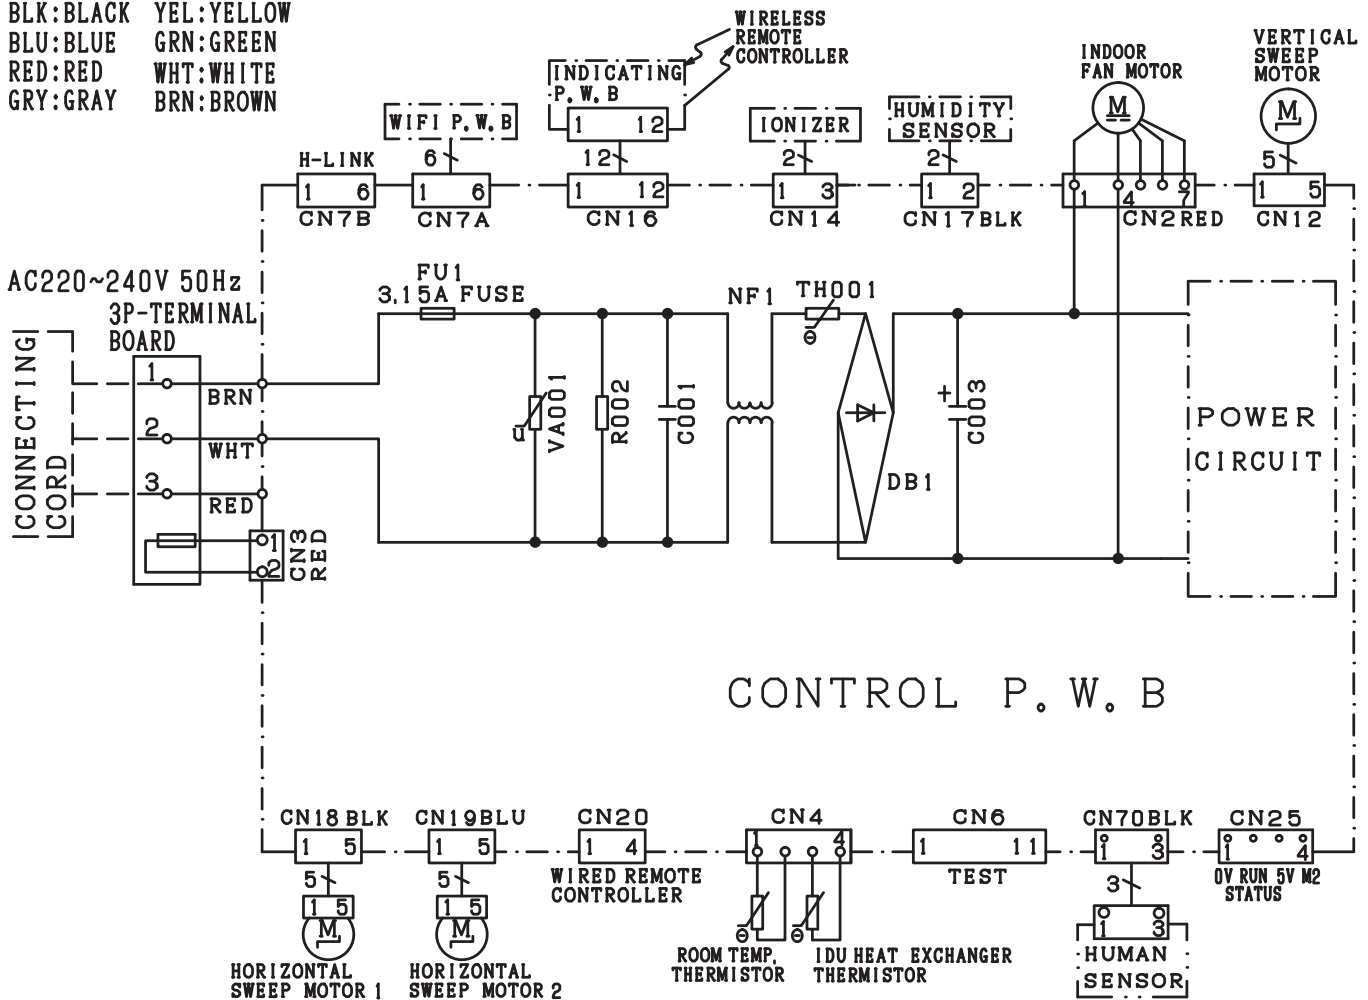 BLK:BLACK YEL:YELLOW
BLU:BLUE GRN:GREEN
RED:RED WHT:WHITE
GRY:GRAY BRN:BROWN
WIRELESS
REMOTE
CONTROLLER
INDICATING
P.W.B
1 12
12
1 12
CN16
WIFI P.W.B
6
1 6
CN7A
H-LINK
1 6
CN7B
IONIZER
2
1 3
CN14
HUMIDITY
SENSOR
2
1 2
CN17BLK
INDOOR
FAN MOTOR
M
1 4 7
CN2RED
VERTICAL
SWEEP
MOTOR
M
5
1 5
CN12
AC220~240V 50Hz
3P-TERMINAL
BOARD
CONNECTING
CORD
1
BRN
2
WHT
3
RED
1
2
CN3
RED
FU1
3,15A FUSE
u
VA001
R002
C001
NF1
TH001
θ
DB1
+
C003
POWER
CIRCUIT
CONTROL P.W.B
CN18BLK
1 5
5
1 5
M
HORIZONTAL
SWEEP MOTOR 1
CN19BLU
1 5
5
1 5
M
HORIZONTAL
SWEEP MOTOR 2
CN20
1 4
WIRED REMOTE
CONTROLLER
CN4
1 4
θ θ
ROOM TEMP.
THERMISTOR
IDU HEAT EXCHANGER
THERMISTOR
CN6
1 11
TEST
CN70BLK
1 3
3
1 3
HUMAN
SENSOR
CN25
1 4
0V RUN 5V M2
STATUS